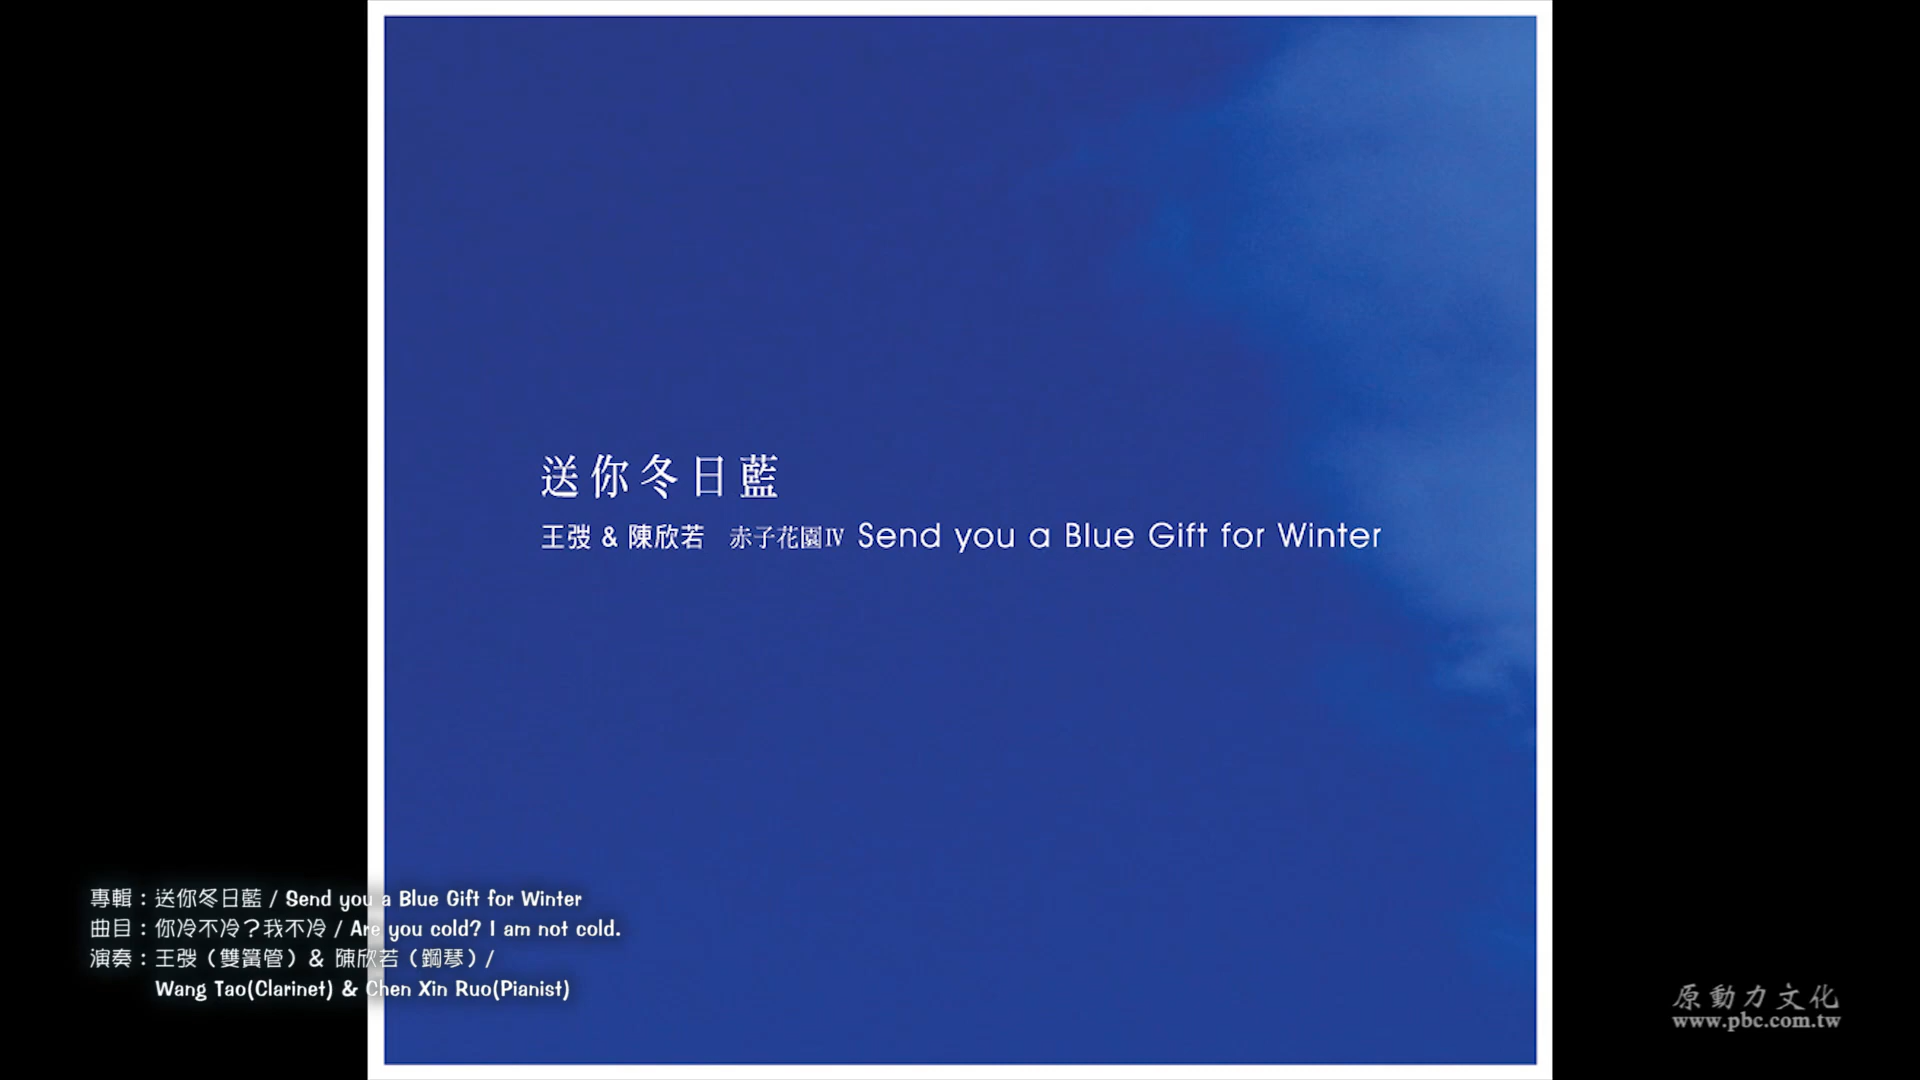 送你冬日藍
王弢 & 陳欣若 赤子花園Ⅳ Send you a Blue Gift for Winter
專輯：送你冬日藍 / Send you a Blue Gift for Winter
曲目：你冷不冷？我不冷 / Are you cold? I am not cold.
演奏：王弢（雙簧管）& 陳欣若（鋼琴）/
Wang Tao(Clarinet) & Chen Xin Ruo(Pianist)
原動力文化
www.pbc.com.tw